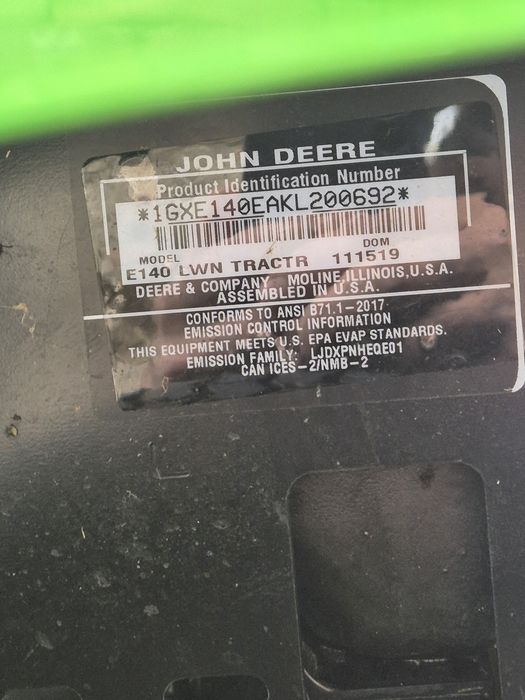 JOHN DEERE
Product Identification Number
*1GXE140EAKL200692*
MODEL DOM
E140 LWN TRACTR 111519
DEERE & COMPANY MOLINE,ILLINOIS,U.S.A.
ASSEMBLED IN U.S.A.
CONFORMS TO ANSI B71.1-2017
EMISSION CONTROL INFORMATION
THIS EQUIPMENT MEETS U.S. EPA EVAP STANDARDS.
EMISSION FAMILY: LJDXPNHEQE01
CAN ICES-2/NMB-2